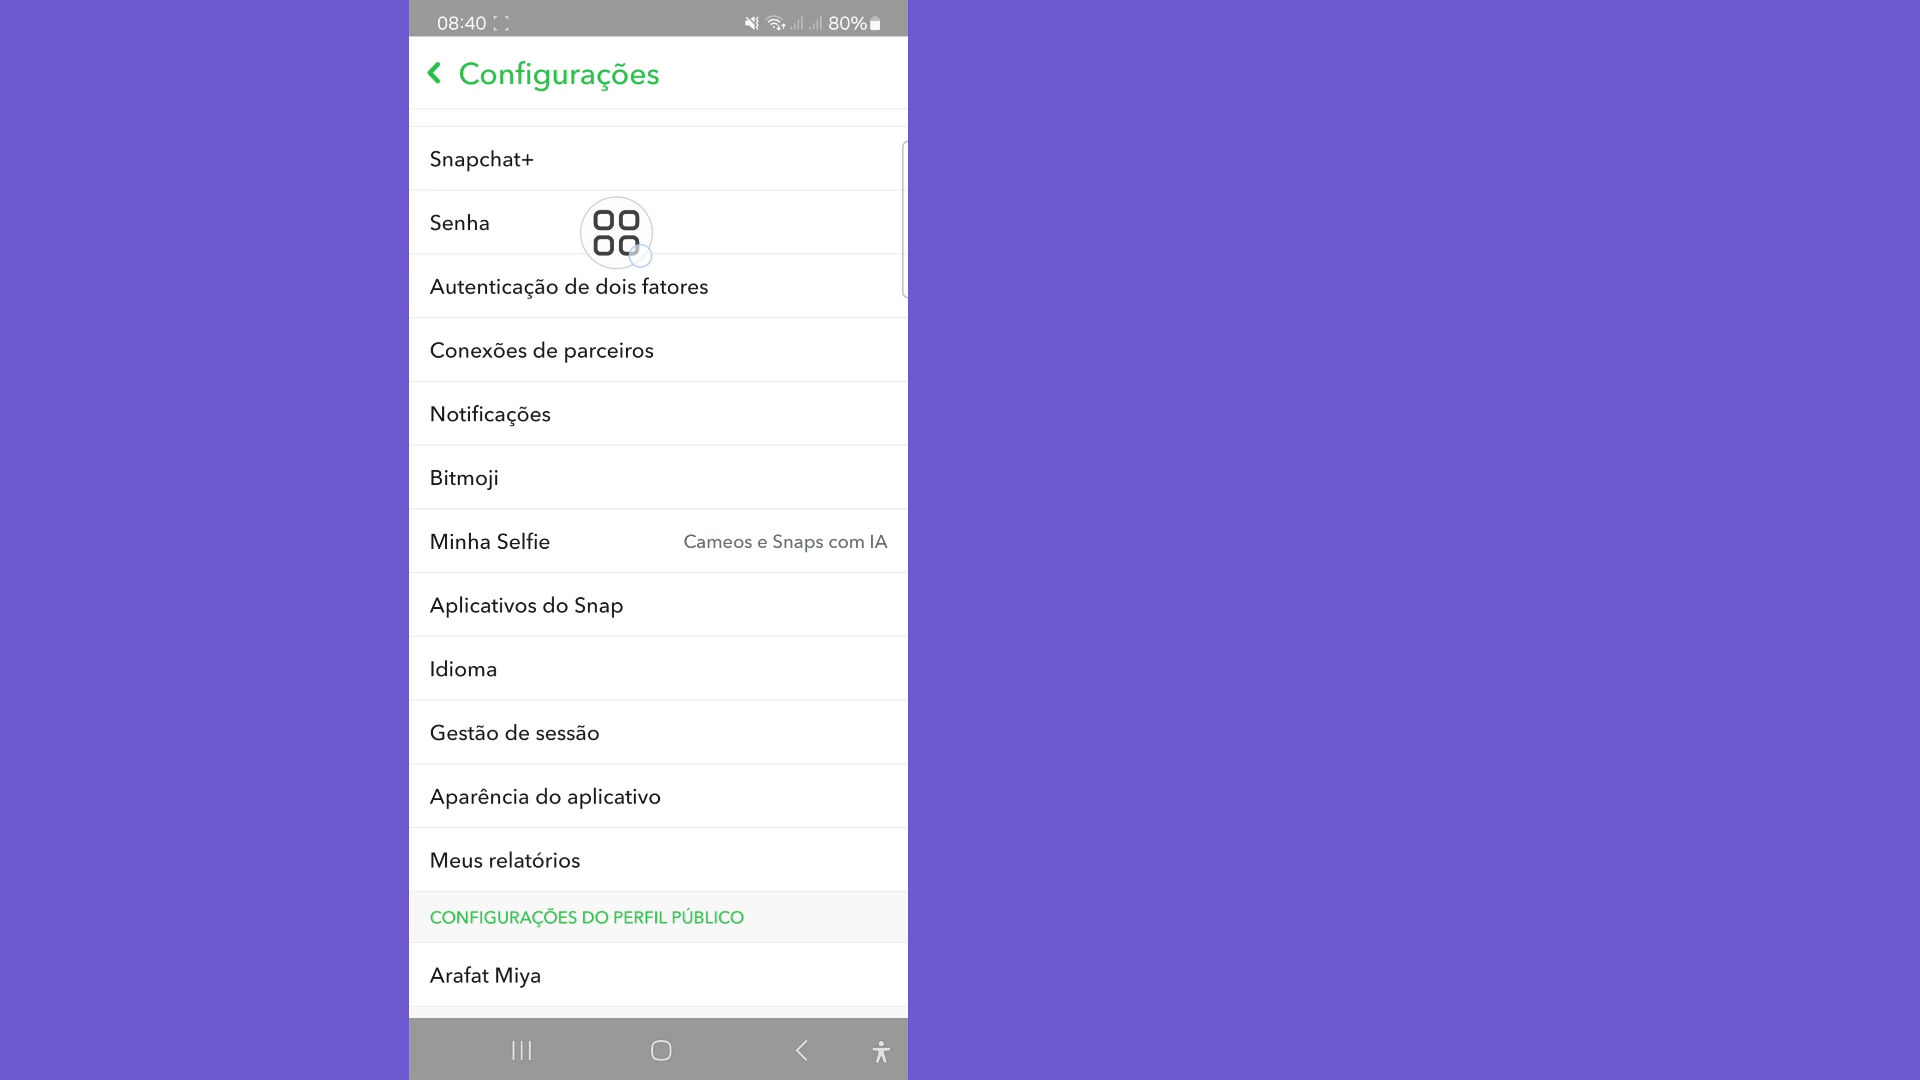 08:40
80%
Configurações
Snapchat+
Senha
Autenticação de dois fatores
Conexões de parceiros
Notificações
Bitmoji
Minha Selfie Cameos e Snaps com IA
Aplicativos do Snap
Idioma
Gestão de sessão
Aparência do aplicativo
Meus relatórios
CONFIGURAÇÕES DO PERFIL PÚBLICO
Arafat Miya